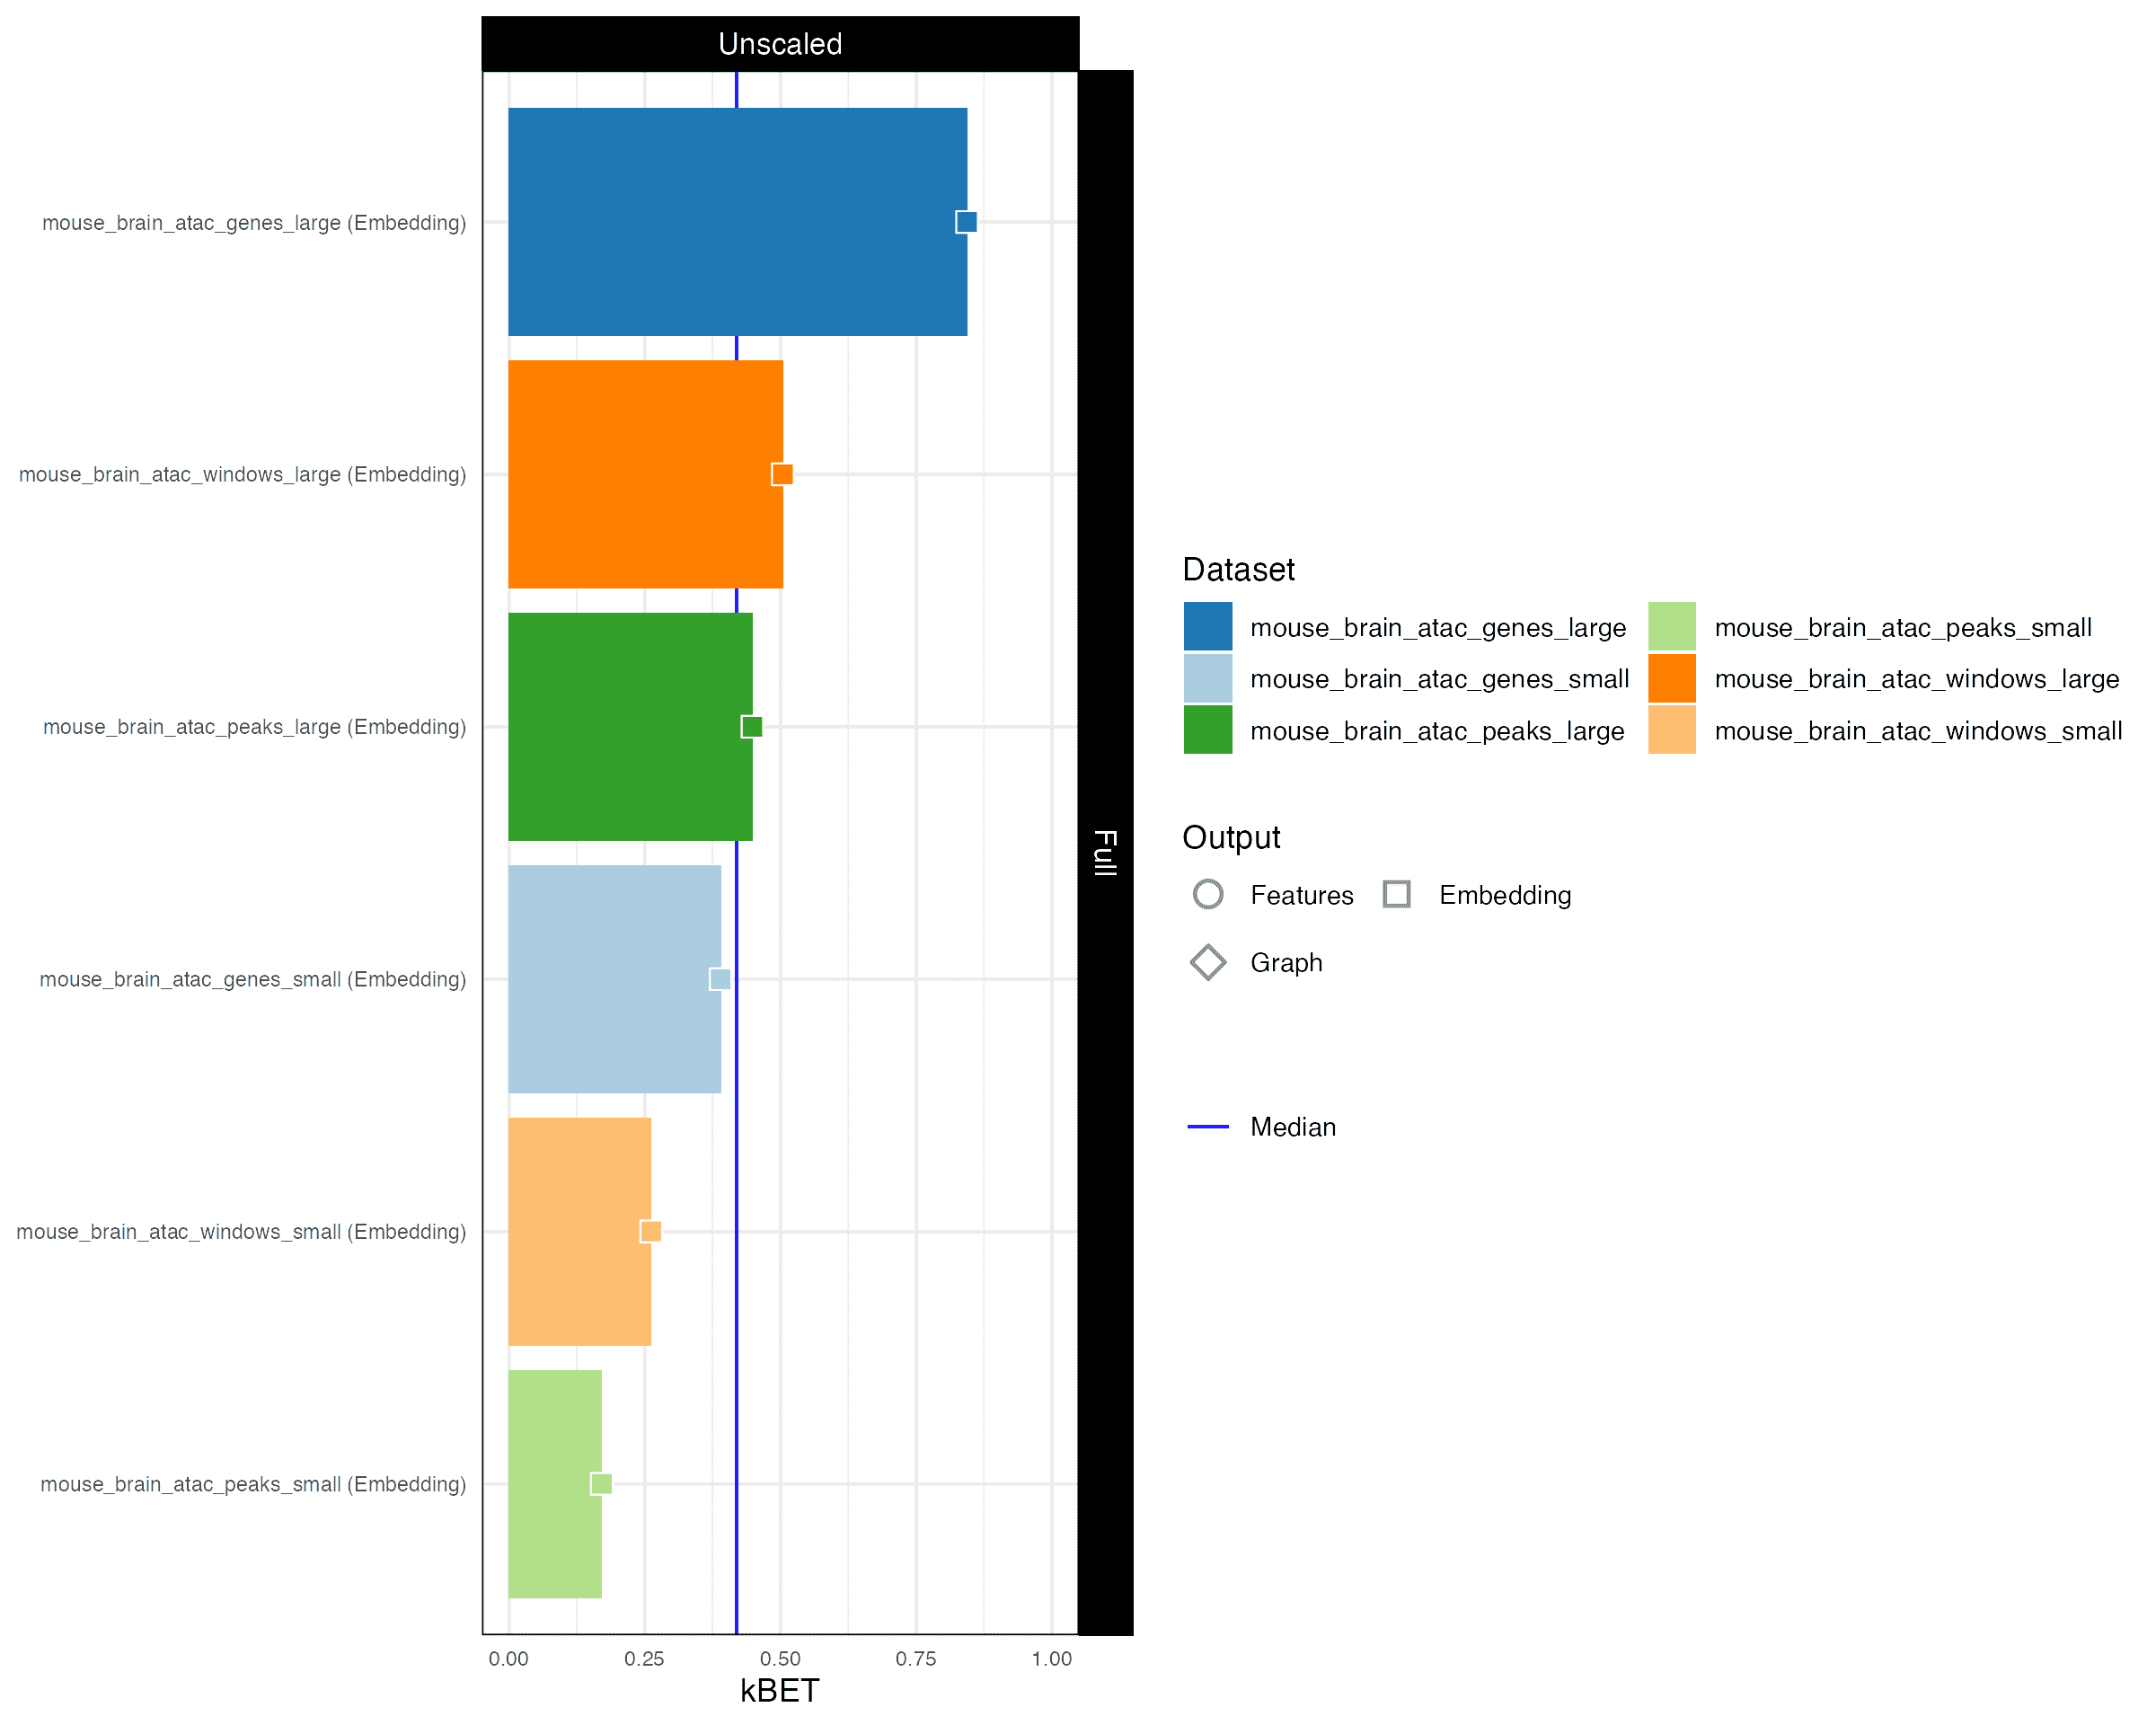 Unscaled
mouse_brain_atac_genes_large (Embedding)
mouse_brain_atac_windows_large (Embedding)
mouse_brain_atac_peaks_large (Embedding)
mouse_brain_atac_genes_small (Embedding)
mouse_brain_atac_windows_small (Embedding)
mouse_brain_atac_peaks_small (Embedding)
Full
0.00 0.25 0.50 0.75 1.00
kBET
Dataset
mouse_brain_atac_genes_large mouse_brain_atac_peaks_small
mouse_brain_atac_genes_small mouse_brain_atac_windows_large
mouse_brain_atac_peaks_large mouse_brain_atac_windows_small
Output
Features Embedding
Graph
Median